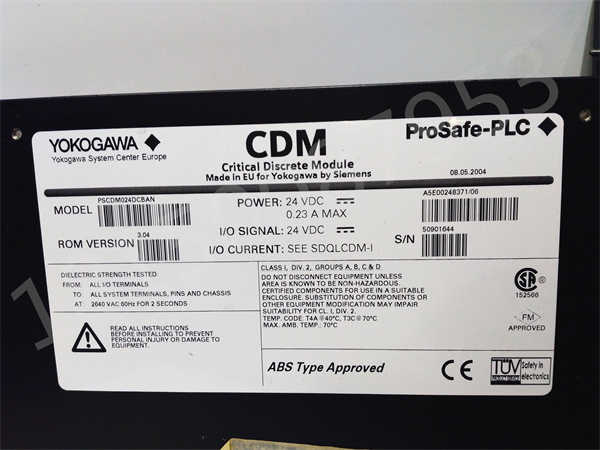 YOKOGAWA
Yokogawa System Center Europe
CDM
Critical Discrete Module
Made in EU for Yokogawa by Siemens
ProSafe-PLC
08.05.2004
MODEL PSCDM024DCBAN
POWER: 24 VDC
0.23 A MAX
A5E00248371/06
ROM VERSION 3.04
I/O SIGNAL: 24 VDC
I/O CURRENT: SEE SDQLCDM-I
S/N 50901644
DIELECTRIC STRENGTH TESTED:
FROM: ALL I/O TERMINALS
TO: ALL SYSTEM TERMINALS, PINS AND CHASSIS
AT: 2640 VAC 60Hz FOR 2 SECONDS
READ ALL INSTRUCTIONS
BEFORE INSTALLING TO PREVENT
PERSONAL INJURY OR DAMAGE TO
EQUIPMENT.
CLASS I, DIV. 2, GROUPS A, B, C & D
DO NOT DISCONNECT EQUIPMENT UNLESS
AREA IS KNOWN TO BE NON-HAZARDOUS.
CERTIFIED COMPONENTS FOR USE IN A SUITABLE
ENCLOSURE. SUBSTITUTION OF COMPONENTS OR
OTHER EQUIPMENT MODIFICATION MAY IMPAIR
SUITABILITY FOR CL. I, DIV. 2.
TEMP. CODE: T4A @40°C, T3C @70°C
MAX. AMB. TEMP.: 70°C
152566
FM
APPROVED
ABS Type Approved
CE
TÜV
Safety in
electronics